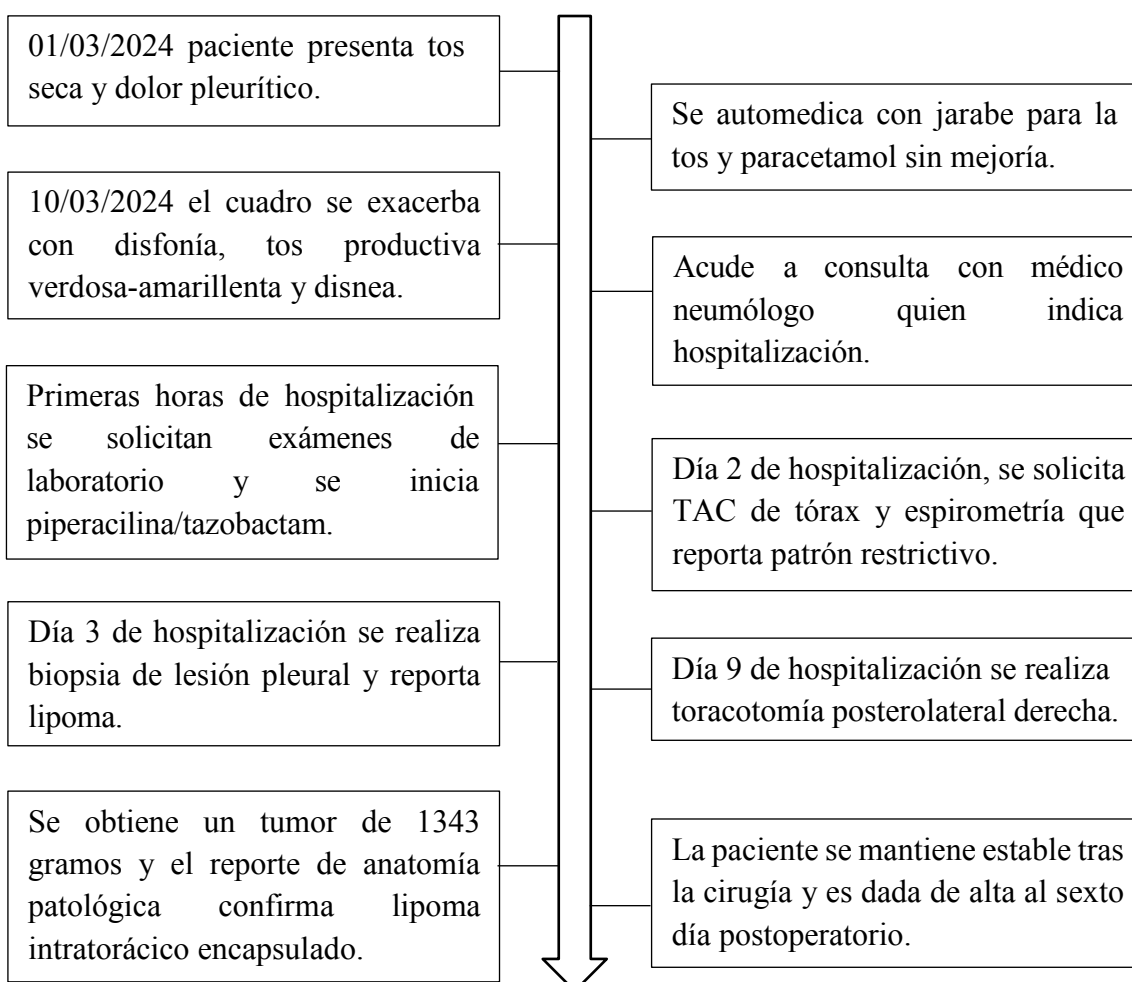 01/03/2024 paciente presenta tos
seca y dolor pleurítico.
Se automedica con jarabe para la
tos y paracetamol sin mejoría.
10/03/2024 el cuadro se exacerba
con disfonía, tos productiva
verdosa-amarillenta y disnea.
Acude a consulta con médico
neumólogo quien indica
hospitalización.
Primeras horas de hospitalización
se solicitan exámenes de
laboratorio y se inicia
piperacilina/tazobactam.
Día 2 de hospitalización, se solicita
TAC de tórax y espirometría que
reporta patrón restrictivo.
Día 3 de hospitalización se realiza
biopsia de lesión pleural y reporta
lipoma.
Día 9 de hospitalización se realiza
toracotomía posterolateral derecha.
Se obtiene un tumor de 1343
gramos y el reporte de anatomía
patológica confirma lipoma
intratorácico encapsulado.
La paciente se mantiene estable tras
la cirugía y es dada de alta al sexto
día postoperatorio.